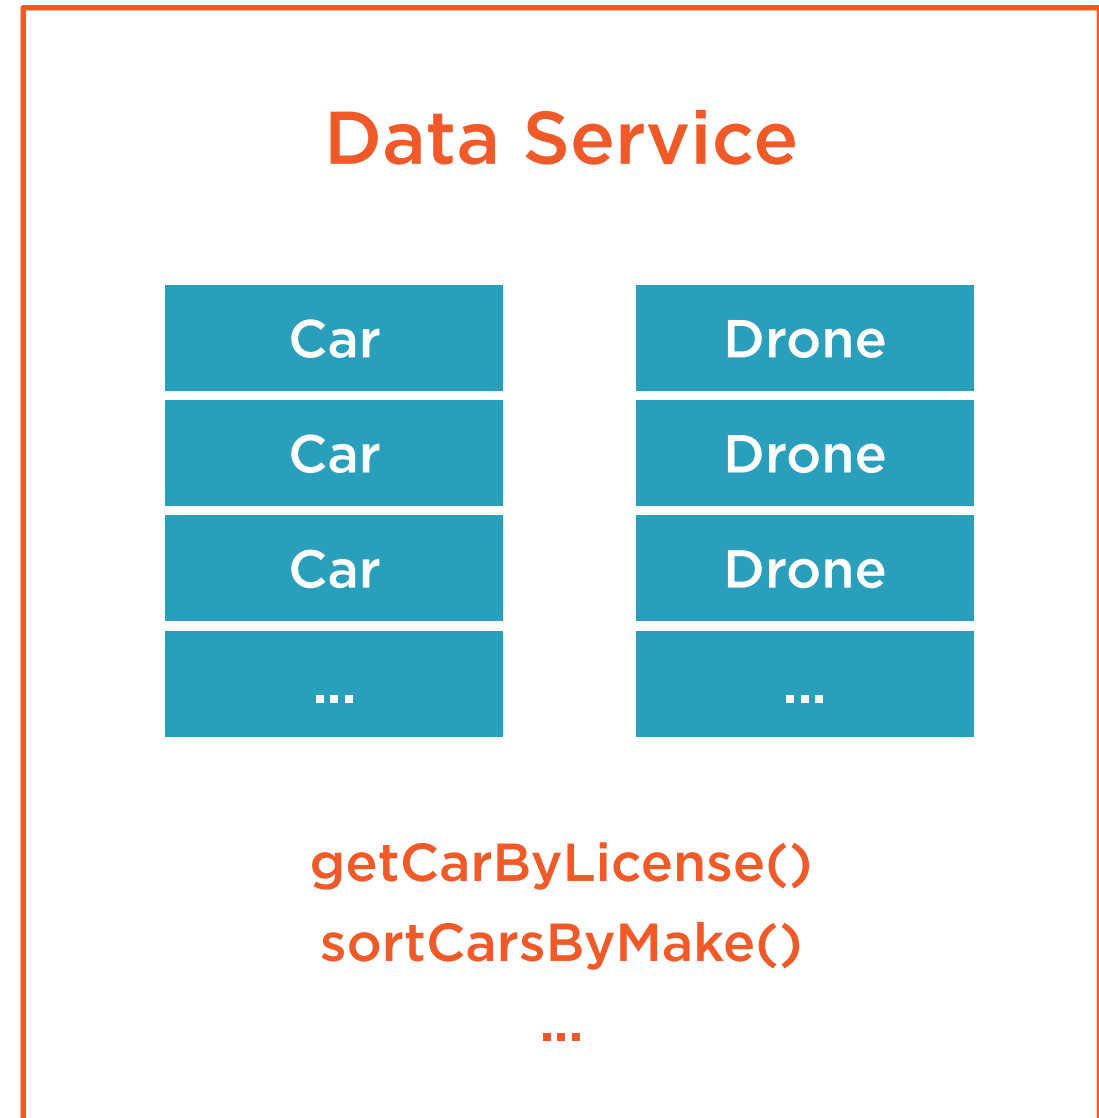 Data Service
Car
Car
Car
...
Drone
Drone
Drone
...
getCarByLicense()
sortCarsByMake()
...